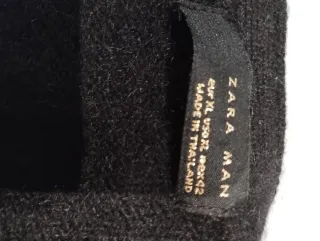 ZARA MAN
EUR XL USA XL MEX 42
MADE IN THAILAND